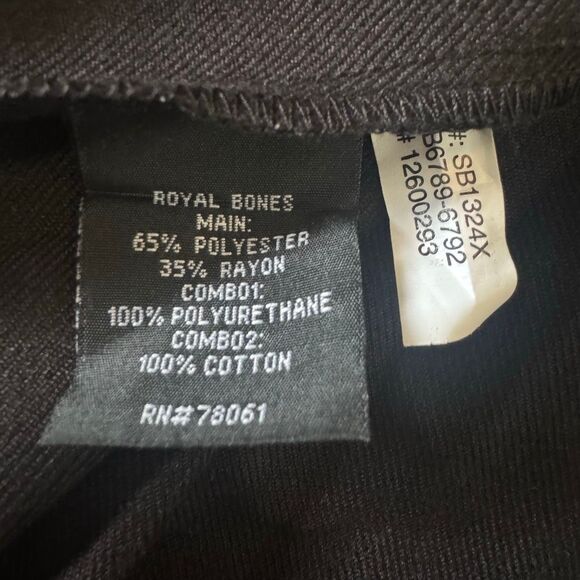 ROYAL BONES
MAIN:
65% POLYESTER
35% RAYON
COMBO1:
100% POLYURETHANE
COMBO2:
100% COTTON
RN#78061
#: SB1324X
B6789-6792
# 12600293